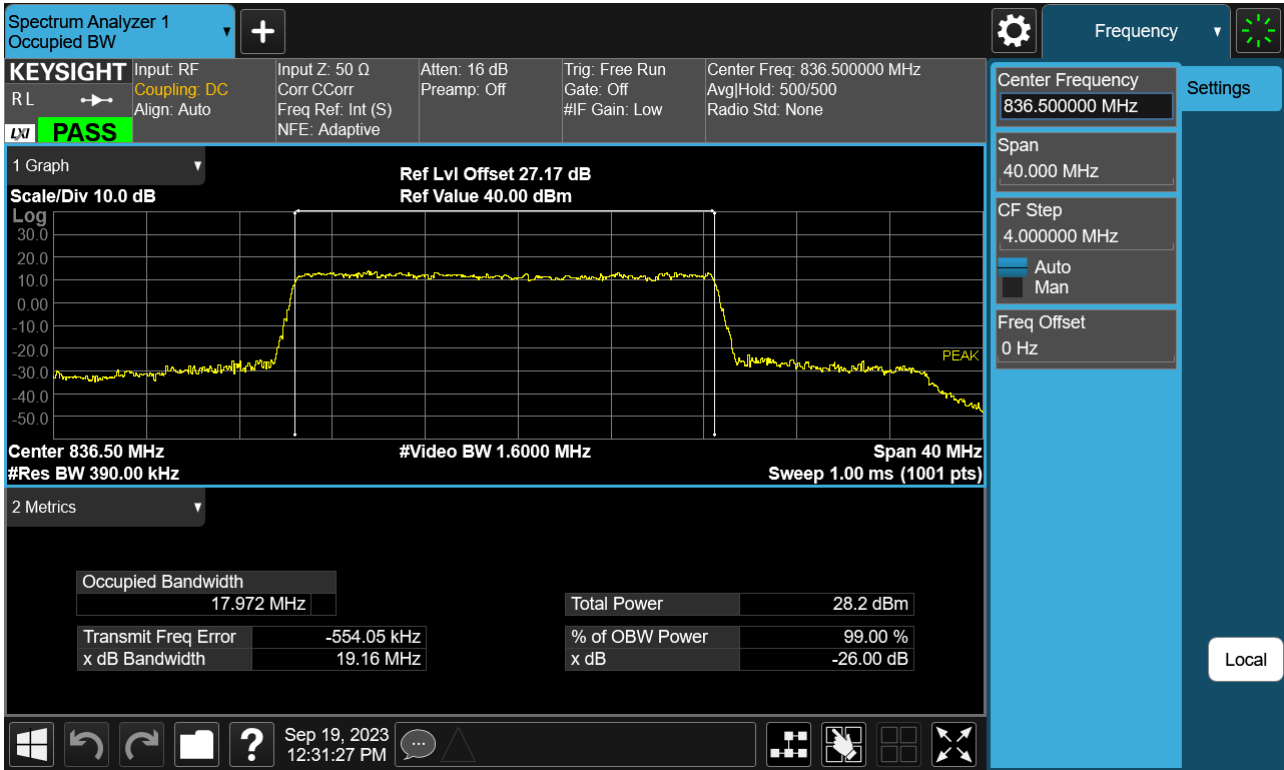 Spectrum Analyzer 1
Occupied BW
Frequency
KEYSIGHT
R L
LXI PASS
Input: RF
Coupling: DC
Align: Auto
Input Z: 50 Ω
Corr CCorr
Freq Ref: Int (S)
NFE: Adaptive
Atten: 16 dB
Preamp: Off
Trig: Free Run
Gate: Off
#IF Gain: Low
Center Freq: 836.500000 MHz
Avg|Hold: 500/500
Radio Std: None
Center Frequency
836.500000 MHz
Settings
Span
40.000 MHz
CF Step
4.000000 MHz
Auto
Man
Freq Offset
0 Hz
1 Graph
Scale/Div 10.0 dB
Ref Lvl Offset 27.17 dB
Ref Value 40.00 dBm
Log
30.0
20.0
10.0
0.00
-10.0
-20.0
-30.0
-40.0
-50.0
PEAK
Center 836.50 MHz
#Video BW 1.6000 MHz
Span 40 MHz
#Res BW 390.00 kHz
Sweep 1.00 ms (1001 pts)
2 Metrics
Occupied Bandwidth
17.972 MHz
Total Power 28.2 dBm
Transmit Freq Error -554.05 kHz
% of OBW Power 99.00 %
x dB Bandwidth 19.16 MHz
x dB -26.00 dB
Local
?
Sep 19, 2023
12:31:27 PM